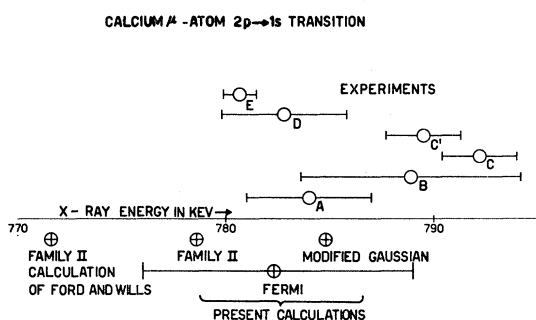 CALCIUM μ-ATOM 2p→1s TRANSITION
EXPERIMENTS
E
D
C'
C
B
A
X-RAY ENERGY IN KEV→
770 780 790
FAMILY II FAMILY II MODIFIED GAUSSIAN
CALCULATION
OF FORD AND WILLS FERMI
PRESENT CALCULATIONS